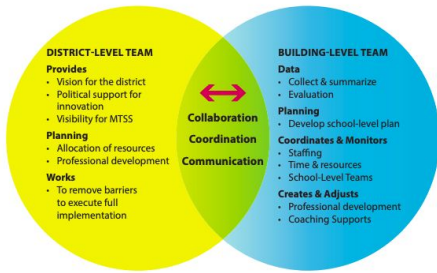 DISTRICT-LEVEL TEAM
Provides
• Vision for the district
• Political support for
innovation
• Visibility for MTSS
Planning
• Allocation of resources
• Professional development
Works
• To remove barriers
to execute full
implementation
Collaboration
Coordination
Communication
BUILDING-LEVEL TEAM
Data
• Collect & summarize
• Evaluation
Planning
• Develop school-level plan
Coordinates & Monitors
• Staffing
• Time & resources
• School-Level Teams
Creates & Adjusts
• Professional development
• Coaching Supports